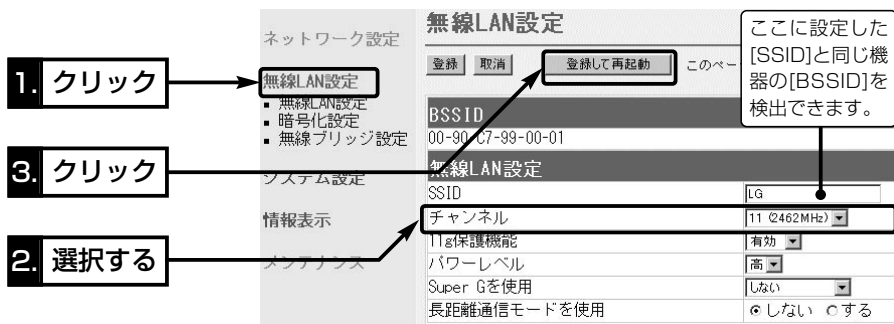 1. クリック
3. クリック
2. 選択する
ネットワーク設定
無線LAN設定
▪ 無線LAN設定
▪ 暗号化設定
▪ 無線ブリッジ設定
システム設定
情報表示
メンテナンス
無線LAN設定
登録 取消 登録して再起動 このペー
ここに設定した
[SSID]と同じ機
器の[BSSID]を
検出できます。
BSSID
00-90-C7-99-00-01
無線LAN設定
SSID LG
チャンネル 11 (2462MHz)
11g保護機能 有効
パワーレベル 高
Super Gを使用 しない
長距離通信モードを使用 しない する